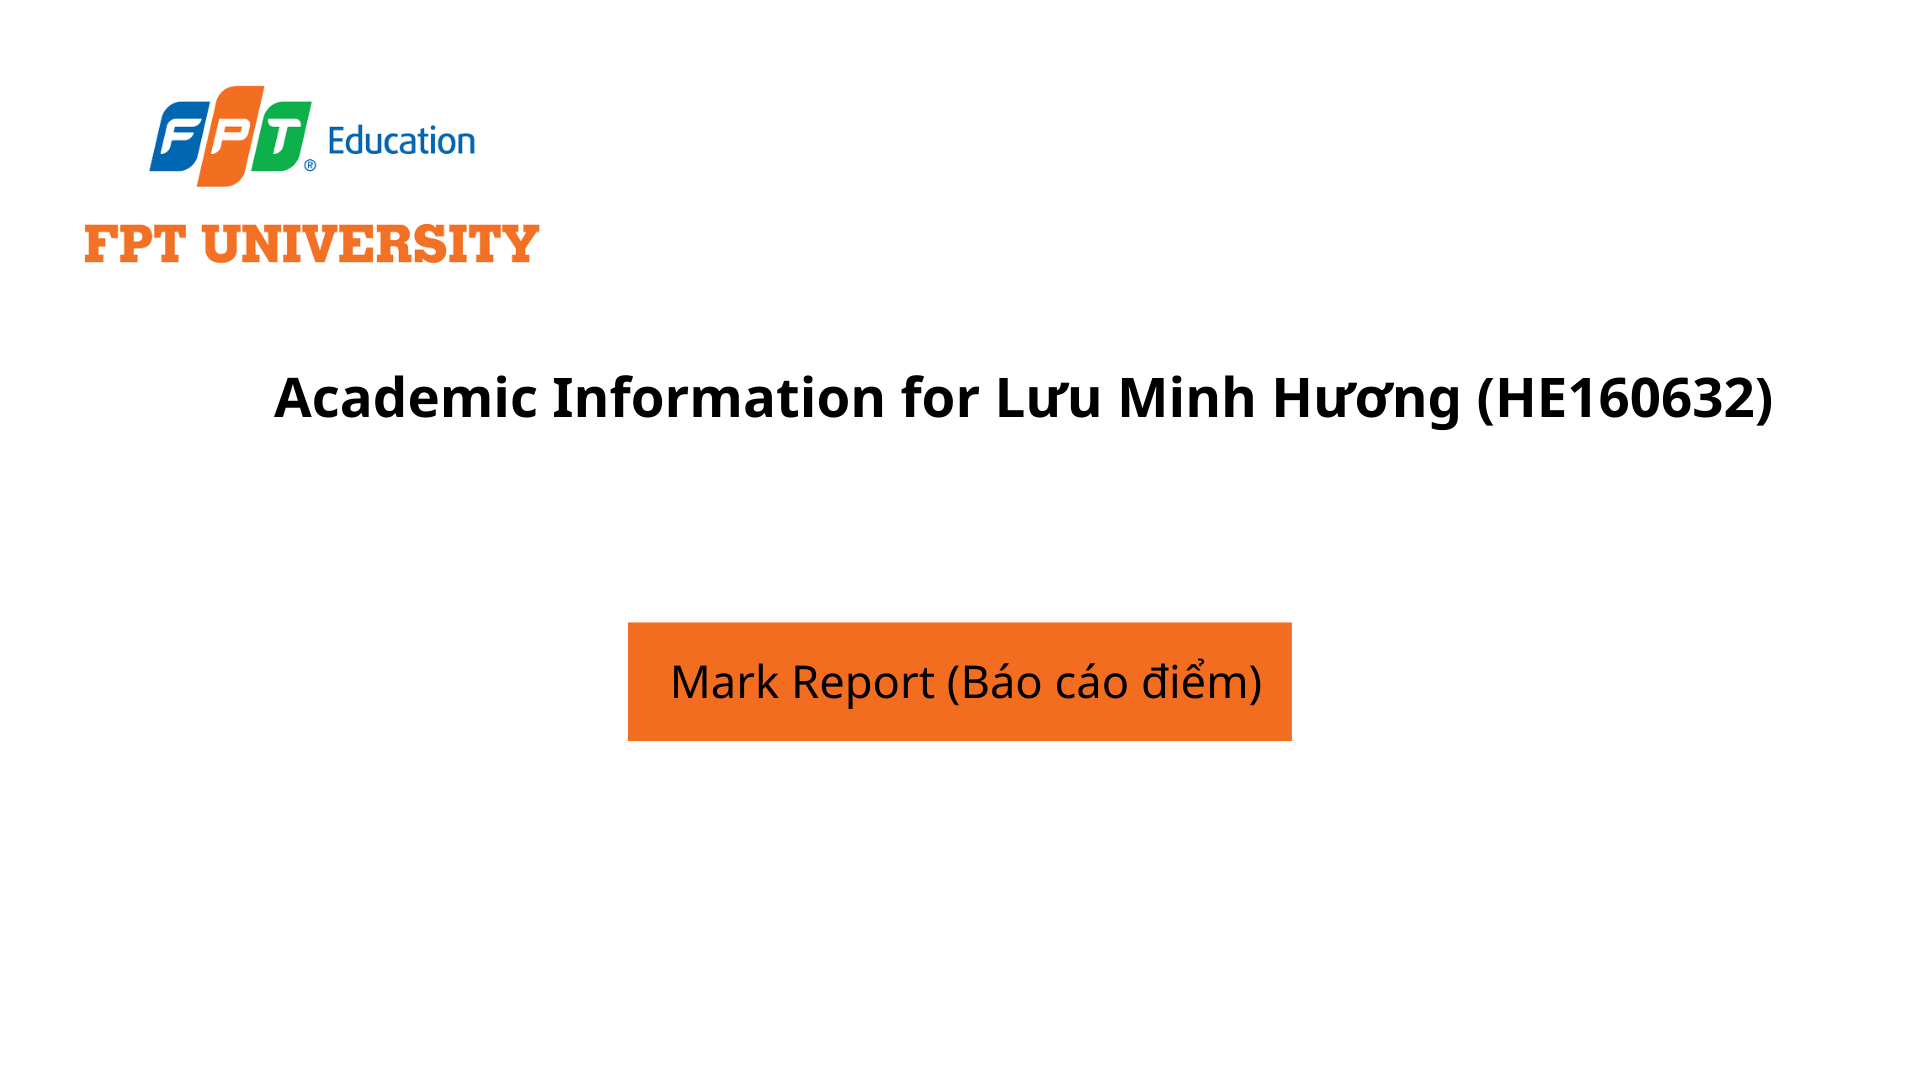 FPT® Education
FPT UNIVERSITY
Academic Information for Lưu Minh Hương (HE160632)
Mark Report (Báo cáo điểm)